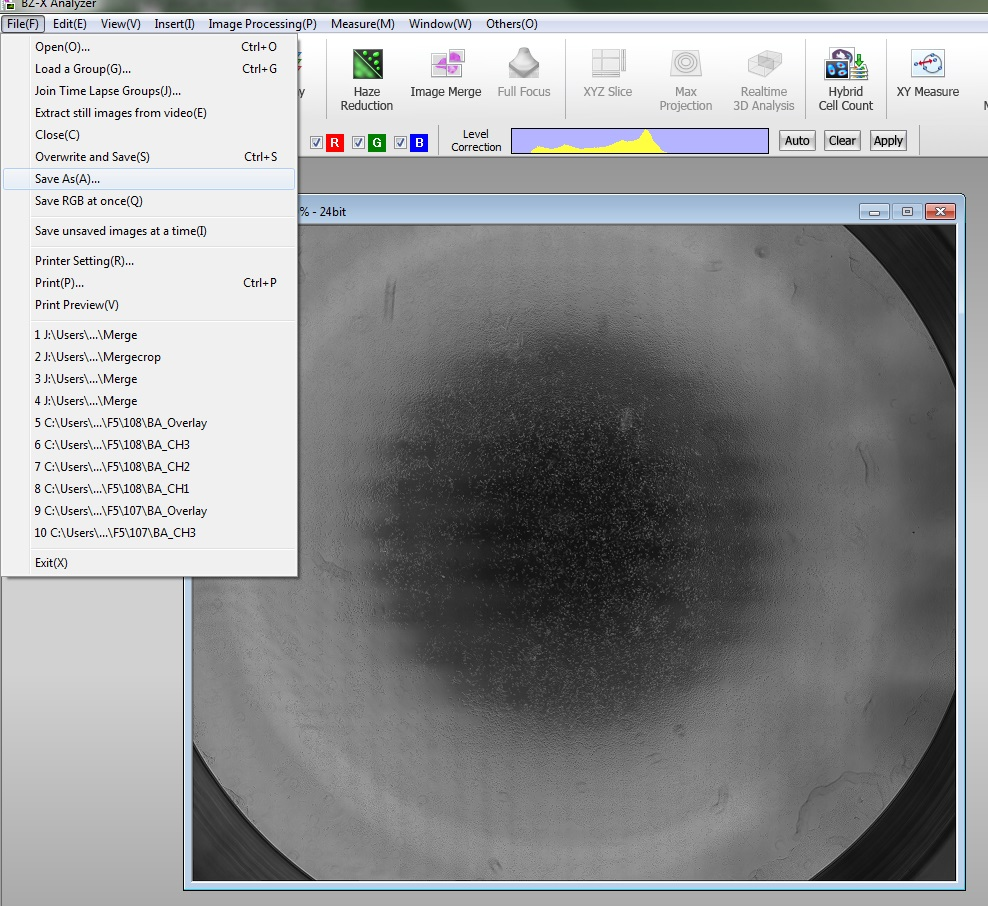 BZ-X Analyzer
File(F) Edit(E) View(V) Insert(I) Image Processing(P) Measure(M) Window(W) Others(O)
Haze Reduction
Image Merge
Full Focus
XYZ Slice
Max Projection
Realtime 3D Analysis
Hybrid Cell Count
XY Measure
R G B
Level Correction
Auto Clear Apply
Open(O)... Ctrl+O
Load a Group(G)... Ctrl+G
Join Time Lapse Groups(J)...
Extract still images from video(E)
Close(C)
Overwrite and Save(S) Ctrl+S
Save As(A)...
Save RGB at once(Q)
Save unsaved images at a time(I)
Printer Setting(R)...
Print(P)... Ctrl+P
Print Preview(V)
1 J:\Users\...\Merge
2 J:\Users\...\Mergecrop
3 J:\Users\...\Merge
4 J:\Users\...\Merge
5 C:\Users\...\F5\108\BA_Overlay
6 C:\Users\...\F5\108\BA_CH3
7 C:\Users\...\F5\108\BA_CH2
8 C:\Users\...\F5\108\BA_CH1
9 C:\Users\...\F5\107\BA_Overlay
10 C:\Users\...\F5\107\BA_CH3
Exit(X)
% - 24bit